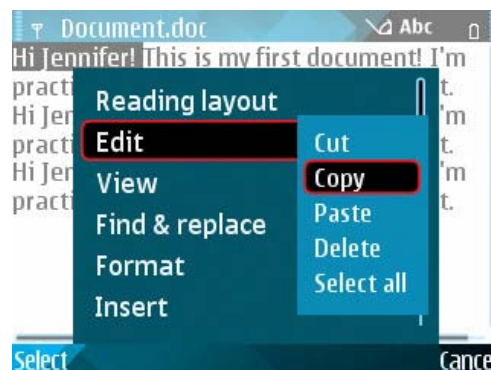 Document.doc Abc
Hi Jennifer! This is my first document! I'm
practi t.
Hi Jen 'm
practi t.
Hi Jer 'm
practi t.
Reading layout
Edit
View
Find & replace
Format
Insert
Cut
Copy
Paste
Delete
Select all
Select Cance